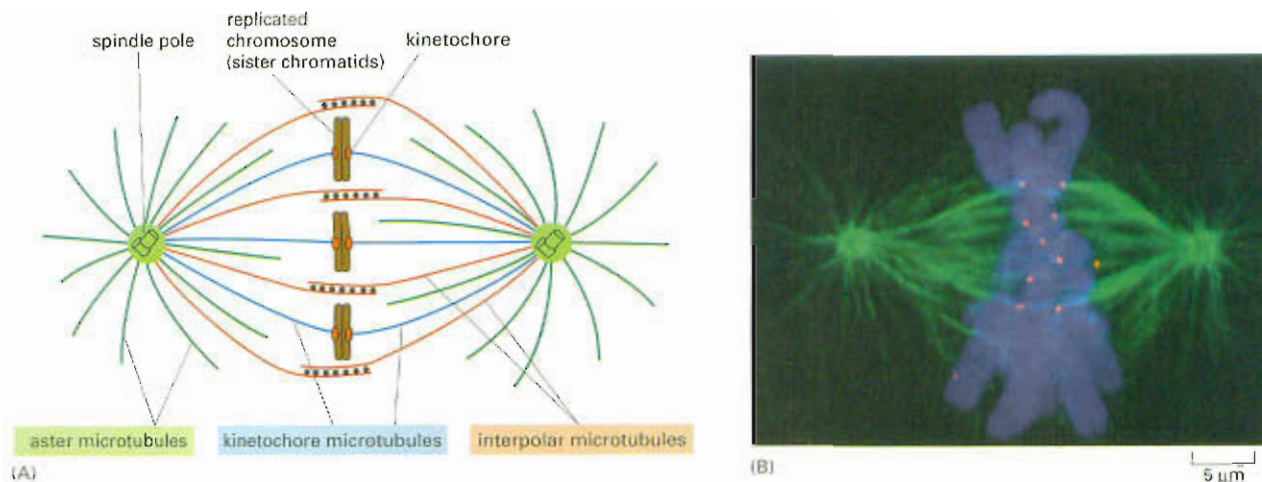 spindle pole
replicated
chromosome
(sister chromatids)
kinetochore
aster microtubules
kinetochore microtubules
interpolar microtubules
(A)
(B)
5 μm